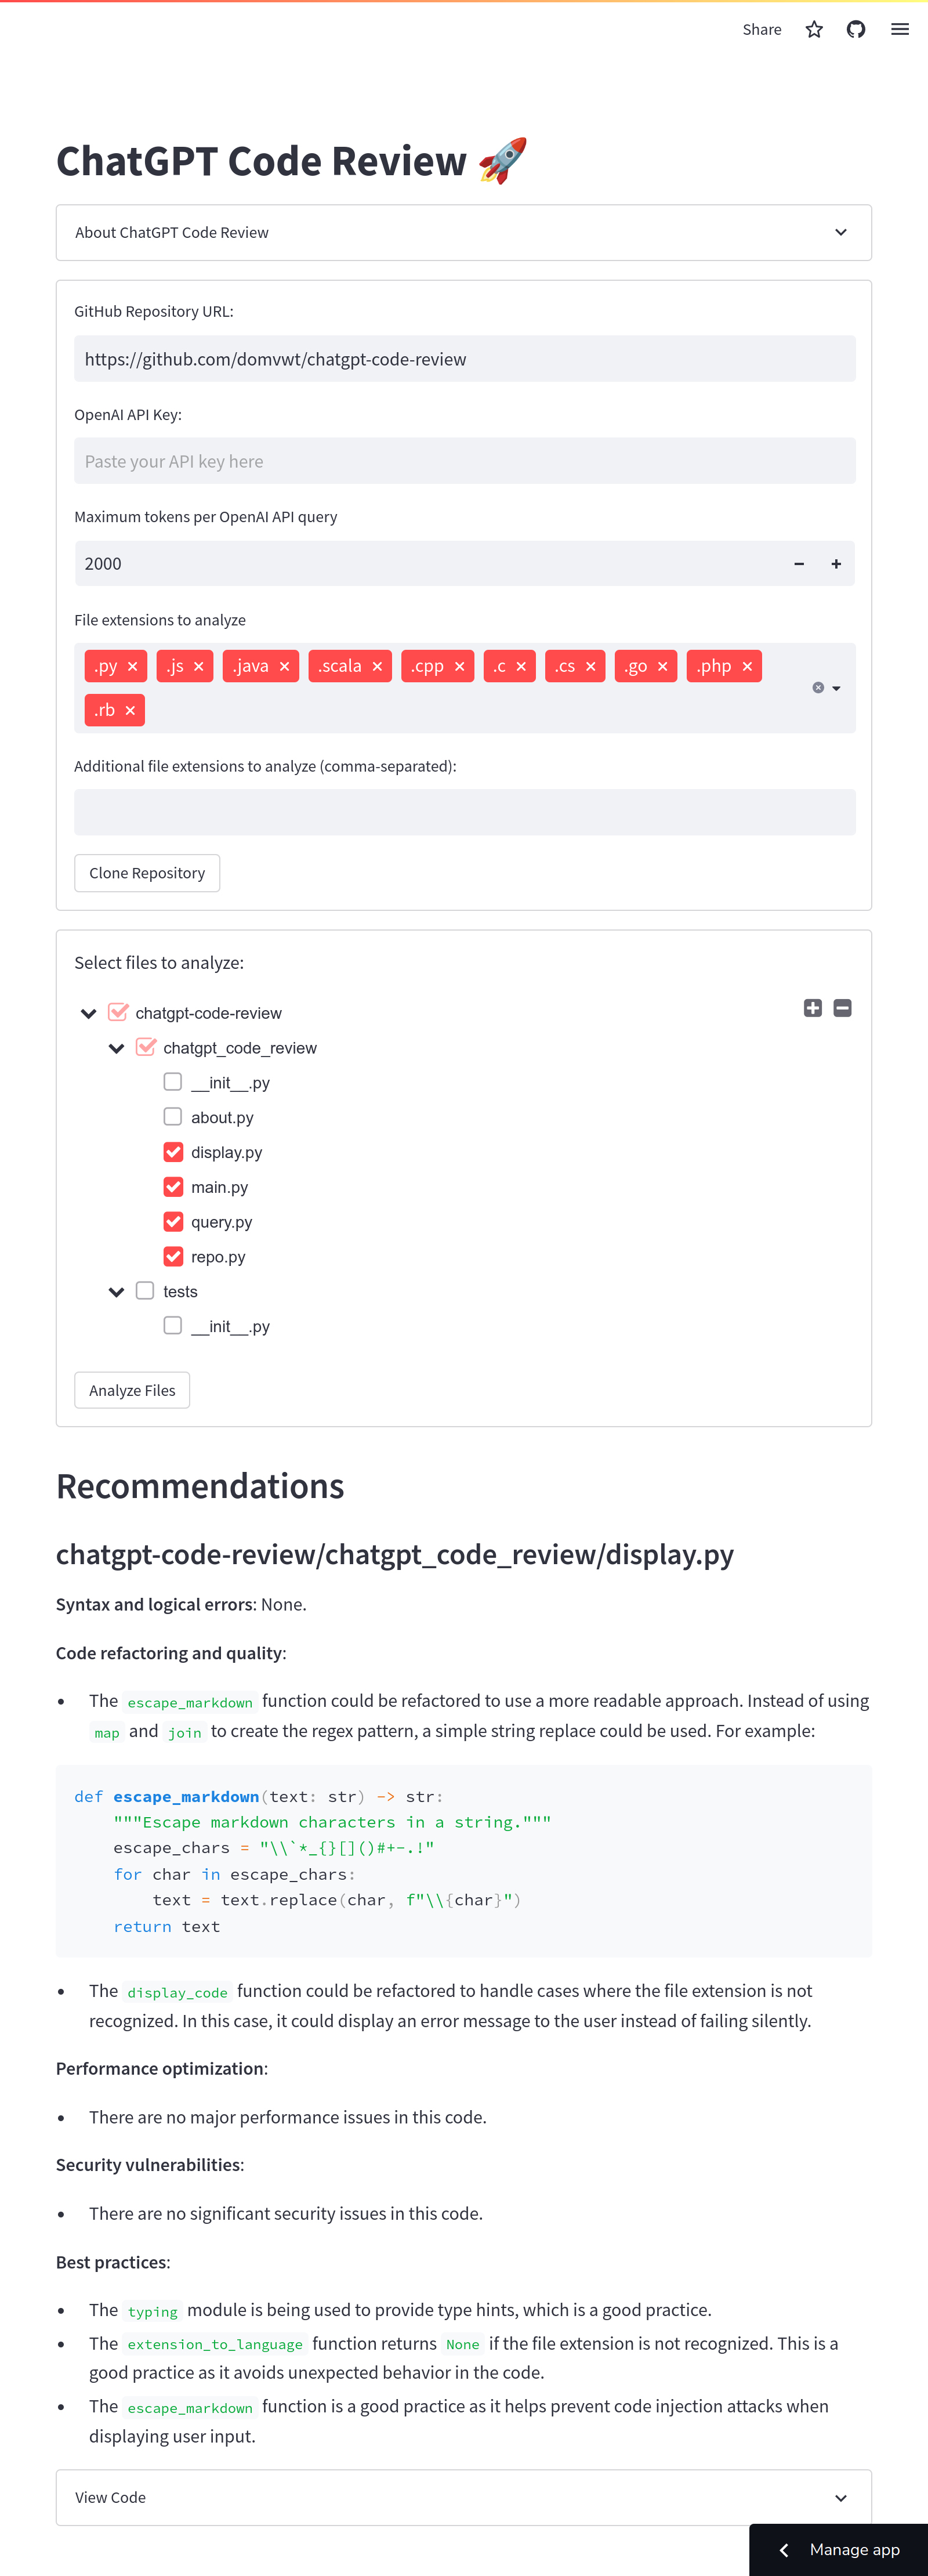 Share
ChatGPT Code Review 🚀
About ChatGPT Code Review
GitHub Repository URL:
https://github.com/domvwt/chatgpt-code-review
OpenAI API Key:
Paste your API key here
Maximum tokens per OpenAI API query
2000
File extensions to analyze
.py .js .java .scala .cpp .c .cs .go .php
.rb
Additional file extensions to analyze (comma-separated):
Clone Repository
Select files to analyze:
chatgpt-code-review
chatgpt_code_review
__init__.py
about.py
display.py
main.py
query.py
repo.py
tests
__init__.py
Analyze Files
Recommendations
chatgpt-code-review/chatgpt_code_review/display.py
Syntax and logical errors: None.
Code refactoring and quality:
• The escape_markdown function could be refactored to use a more readable approach. Instead of using
map and join to create the regex pattern, a simple string replace could be used. For example:
def escape_markdown(text: str) -> str:
    """Escape markdown characters in a string."""
    escape_chars = "\\`*_{}[]()#+-.!"
    for char in escape_chars:
        text = text.replace(char, f"\\{char}")
    return text
• The display_code function could be refactored to handle cases where the file extension is not
recognized. In this case, it could display an error message to the user instead of failing silently.
Performance optimization:
• There are no major performance issues in this code.
Security vulnerabilities:
• There are no significant security issues in this code.
Best practices:
• The typing module is being used to provide type hints, which is a good practice.
• The extension_to_language function returns None if the file extension is not recognized. This is a
good practice as it avoids unexpected behavior in the code.
• The escape_markdown function is a good practice as it helps prevent code injection attacks when
displaying user input.
View Code
Manage app